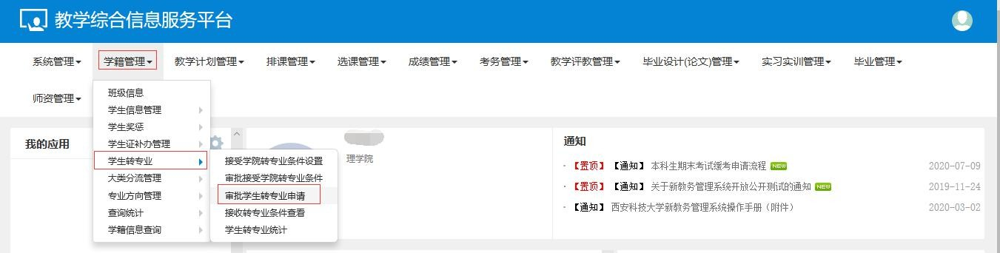 教学综合信息服务平台
系统管理 学籍管理 教学计划管理 排课管理 选课管理 成绩管理 考务管理 教学评教管理 毕业设计(论文)管理 实习实训管理 毕业管理
师资管理
班级信息
学生信息管理
学生奖惩
学生证补办管理
学生转专业
大类分流管理
专业方向管理
查询统计
学籍信息查询
接受学院转专业条件设置
审批接受学院转专业条件
审批学生转专业申请
接收转专业条件查看
学生转专业统计
我的应用
理学院
通知
· 【置顶】【通知】 本科生期末考试缓考申请流程 NEW 2020-07-09
· 【置顶】【通知】 关于新教务管理系统开放公开测试的通知 NEW 2019-11-24
· 【通知】 西安科技大学新教务管理系统操作手册（附件） 2020-03-02